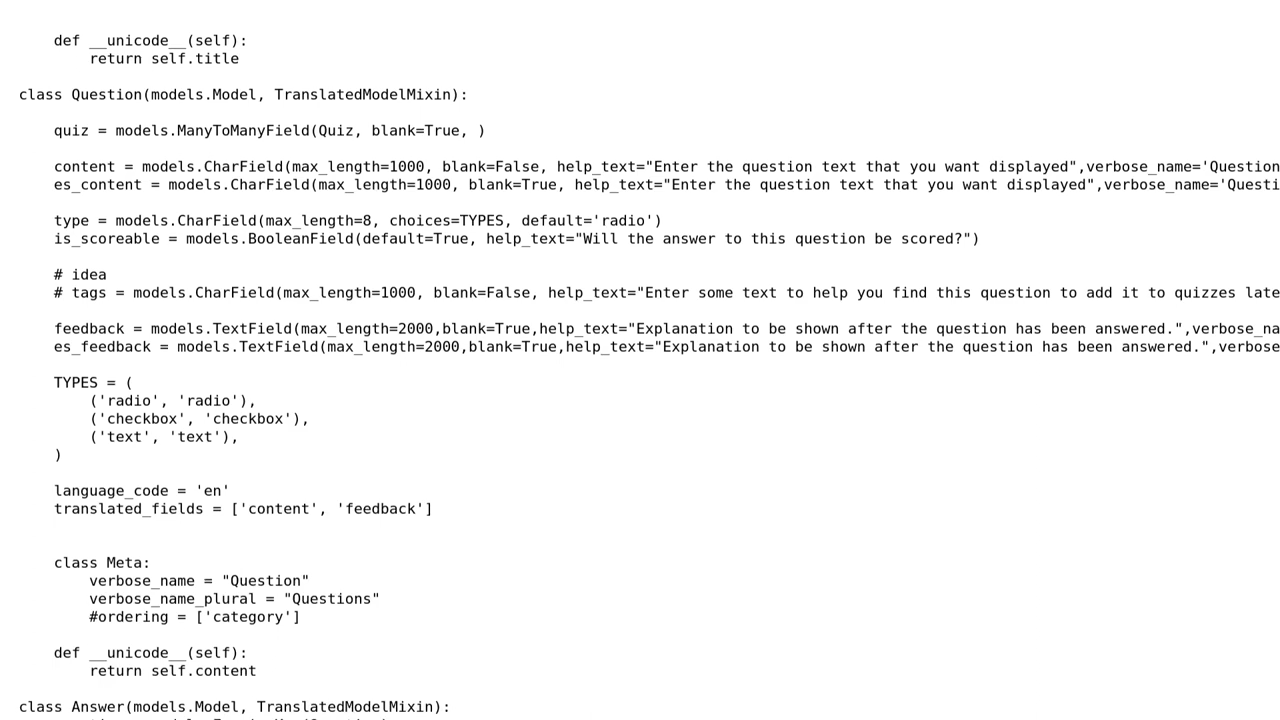 def __unicode__(self):
        return self.title
class Question(models.Model, TranslatedModelMixin):
    quiz = models.ManyToManyField(Quiz, blank=True, )
    content = models.CharField(max_length=1000, blank=False, help_text="Enter the question text that you want displayed",verbose_name='Question
    es_content = models.CharField(max_length=1000, blank=True, help_text="Enter the question text that you want displayed",verbose_name='Questi
    type = models.CharField(max_length=8, choices=TYPES, default='radio')
    is_scoreable = models.BooleanField(default=True, help_text="Will the answer to this question be scored?")
    # idea
    # tags = models.CharField(max_length=1000, blank=False, help_text="Enter some text to help you find this question to add it to quizzes late
    feedback = models.TextField(max_length=2000,blank=True,help_text="Explanation to be shown after the question has been answered.",verbose_na
    es_feedback = models.TextField(max_length=2000,blank=True,help_text="Explanation to be shown after the question has been answered.",verbose
    TYPES = (
        ('radio', 'radio'),
        ('checkbox', 'checkbox'),
        ('text', 'text'),
    )
    language_code = 'en'
    translated_fields = ['content', 'feedback']
    class Meta:
        verbose_name = "Question"
        verbose_name_plural = "Questions"
        #ordering = ['category']
    def __unicode__(self):
        return self.content
class Answer(models.Model, TranslatedModelMixin):